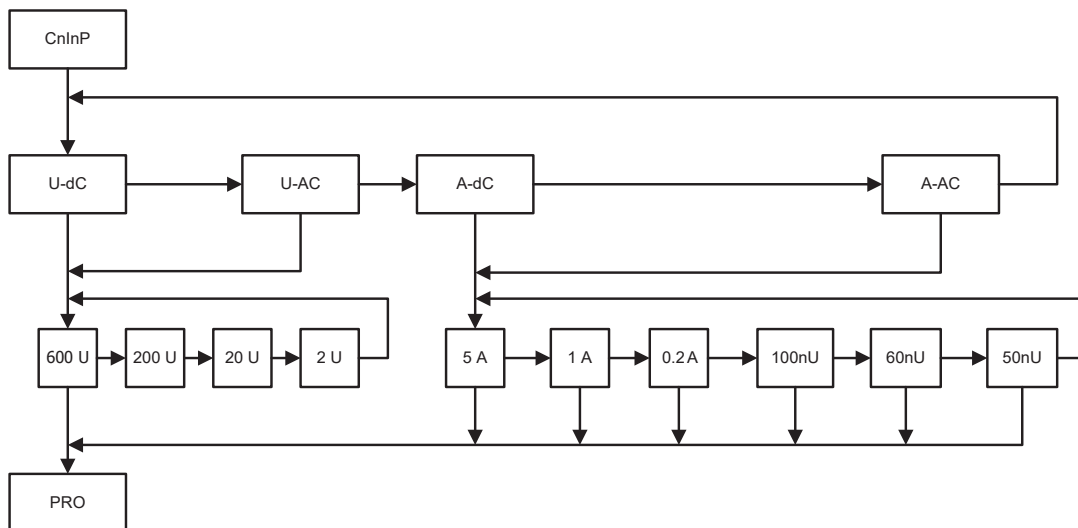 CnInP
U-dC
U-AC
A-dC
A-AC
600 U
200 U
20 U
2 U
5 A
1 A
0.2 A
100nU
60nU
50nU
PRO